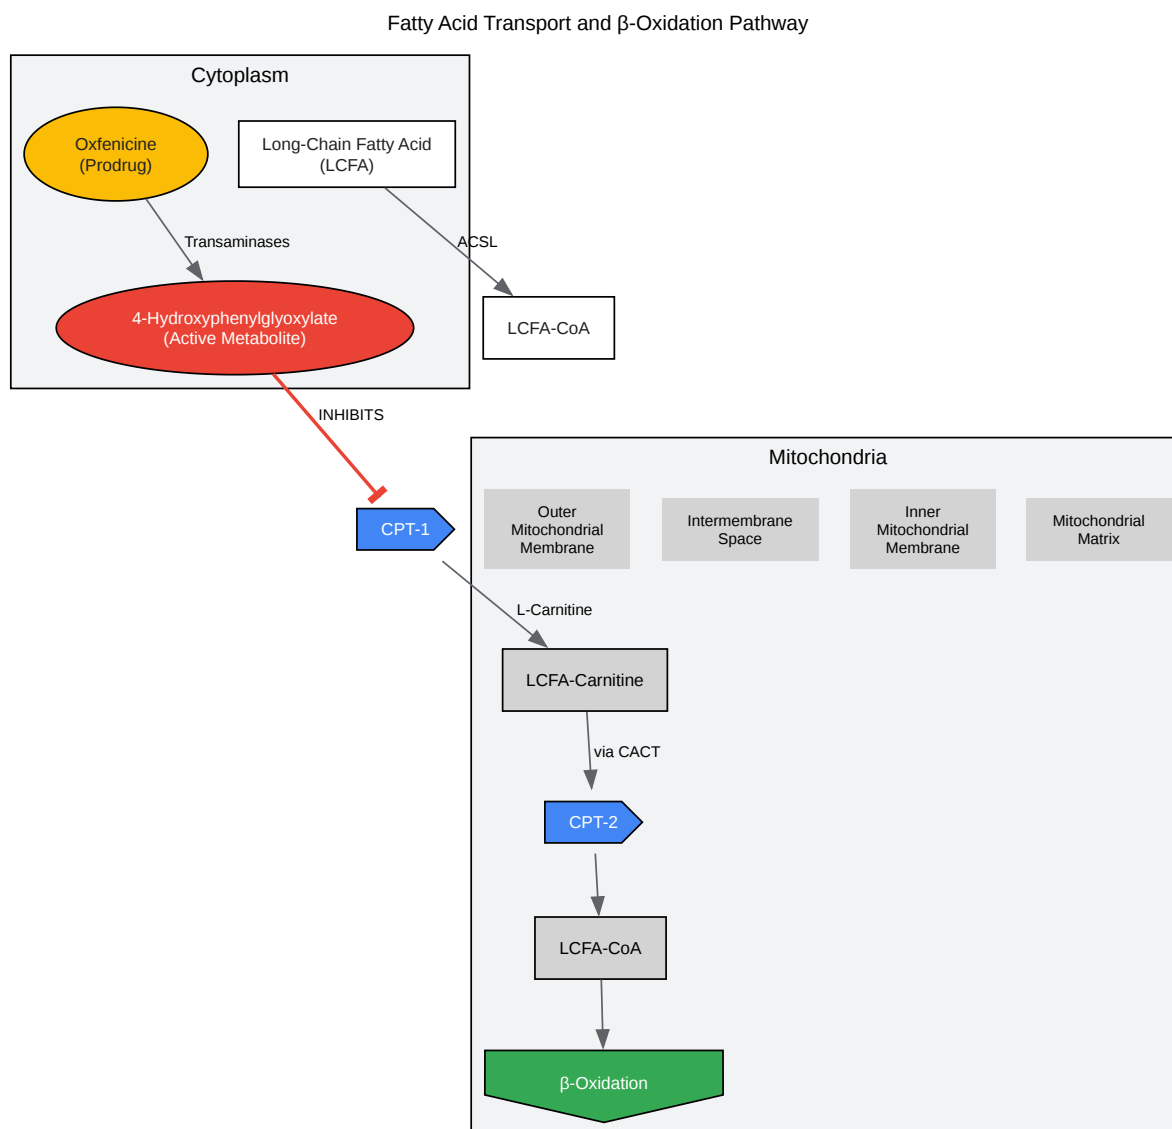 Fatty Acid Transport and β-Oxidation Pathway
Cytoplasm
Oxfenicine
(Prodrug)
Long-Chain Fatty Acid
(LCFA)
Transaminases
ACSL
4-Hydroxyphenylglyoxylate
(Active Metabolite)
LCFA-CoA
INHIBITS
Mitochondria
CPT-1
Outer
Mitochondrial
Membrane
Intermembrane
Space
Inner
Mitochondrial
Membrane
Mitochondrial
Matrix
L-Carnitine
LCFA-Carnitine
via CACT
CPT-2
LCFA-CoA
β-Oxidation